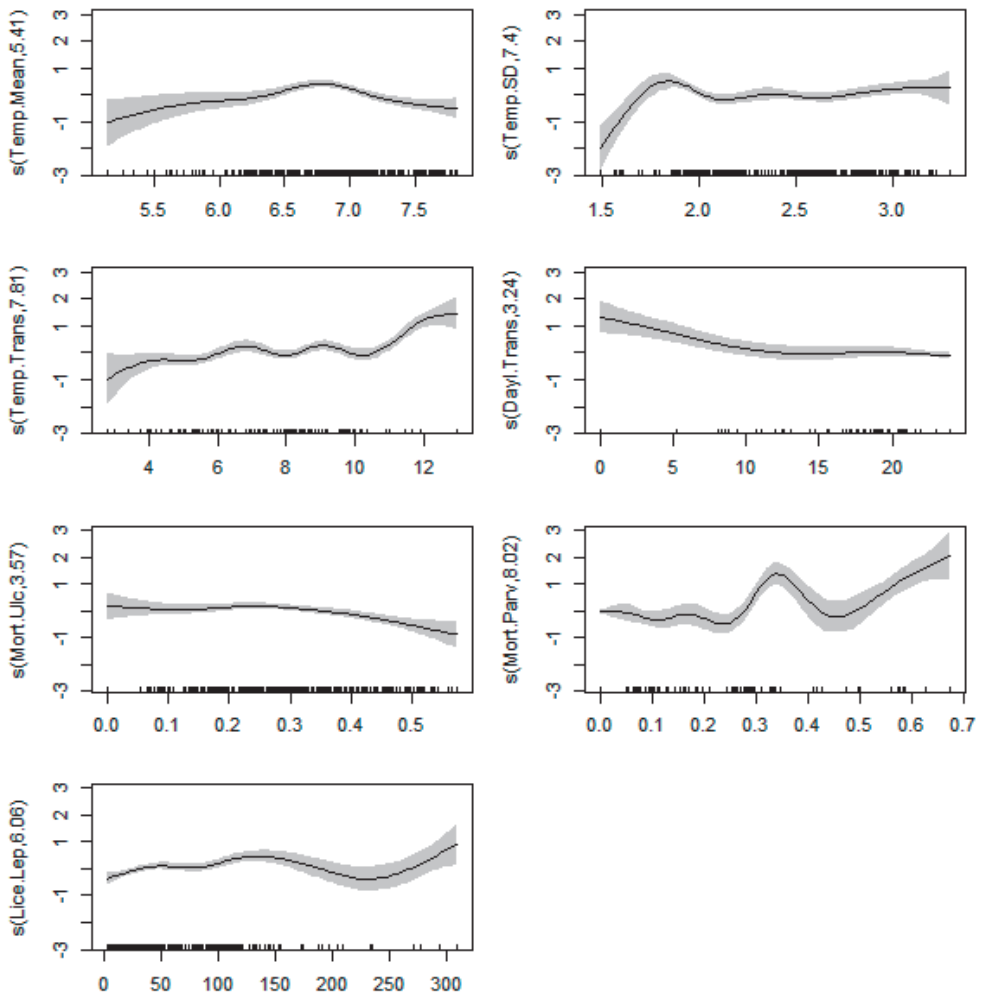 s(Temp.Mean,5.41)
3
2
1
-1
-3
5.5 6.0 6.5 7.0 7.5
s(Temp.SD,7.4)
3
2
1
-1
-3
1.5 2.0 2.5 3.0
s(Temp.Trans,7.81)
3
2
1
-1
-3
4 6 8 10 12
s(Dayl.Trans,3.24)
3
2
1
-1
-3
0 5 10 15 20
s(Mort.Ulc,3.57)
3
2
1
-1
-3
0.0 0.1 0.2 0.3 0.4 0.5
s(Mort.Parv,8.02)
3
2
1
-1
-3
0.0 0.1 0.2 0.3 0.4 0.5 0.6 0.7
s(Lice.Lep,6.06)
3
2
1
-1
-3
0 50 100 150 200 250 300